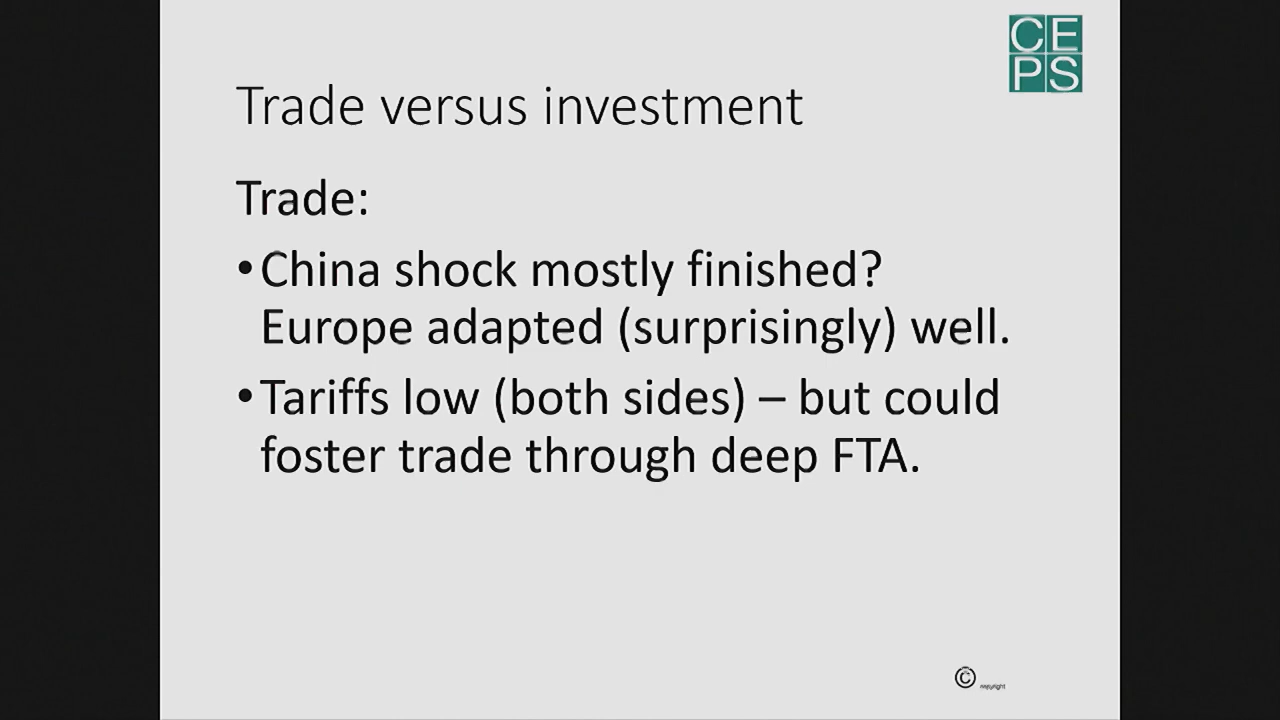 CE
PS
Trade versus investment
Trade:
•China shock mostly finished?
Europe adapted (surprisingly) well.
•Tariffs low (both sides) – but could
foster trade through deep FTA.
© copyright